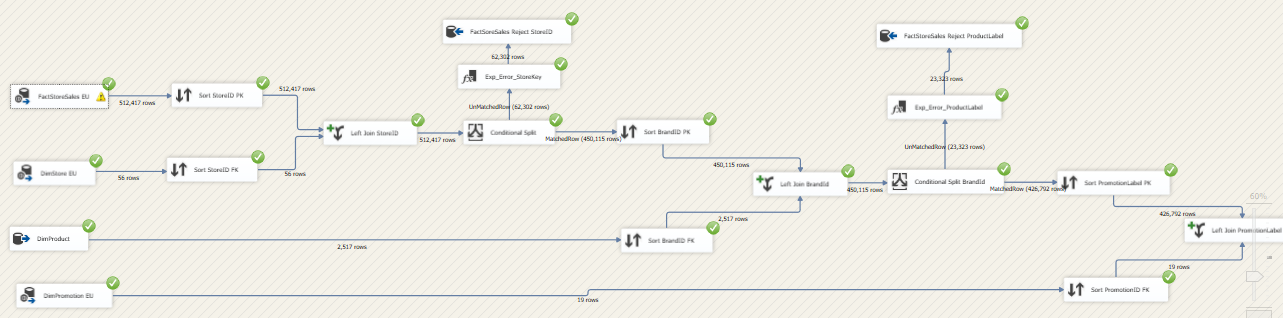 FactSoreSales Reject StoreID
FactStoreSales Reject ProductLabel
62,302 rows
Exp_Error_StoreKey
23,323 rows
FactStoreSales EU
512,417 rows
Sort StoreID PK
512,417 rows
UnMatchedRow (62,302 rows)
Exp_Error_ProductLabel
Left Join StoreID
512,417 rows
Conditional Split
MatchedRow (450,115 rows)
Sort BrandID PK
UnMatchedRow (23,323 rows)
DimStore EU
56 rows
Sort StoreID FK
56 rows
450,115 rows
Left Join BrandId
450,115 rows
Conditional Split BrandId
MatchedRow (426,792 row
Sort PromotionLabel PK
60%
426,792 rows
2,517 rows
Left Join PromotionLabel
DimProduct
2,517 rows
Sort BrandID FK
19 rows
DimPromotion EU
19 rows
Sort PromotionID FK